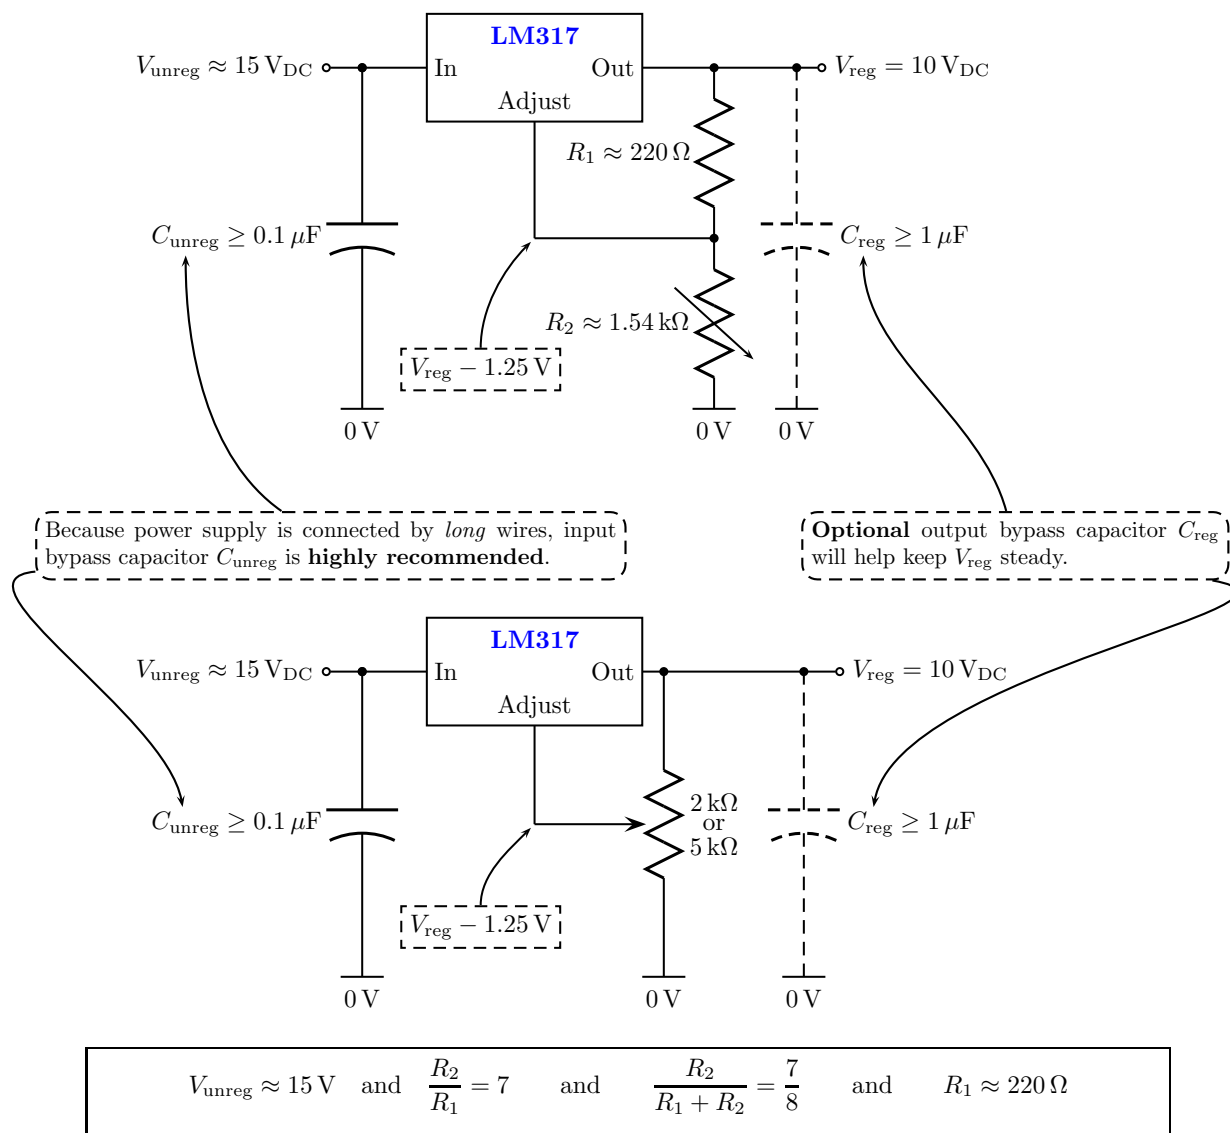 LM317
V_unreg ≈ 15 V_DC
In
Out
V_reg = 10 V_DC
Adjust
R_1 ≈ 220 Ω
C_unreg ≥ 0.1 μF
C_reg ≥ 1 μF
R_2 ≈ 1.54 kΩ
V_reg − 1.25 V
0 V
0 V
0 V
Because power supply is connected by long wires, input
bypass capacitor C_unreg is highly recommended.
Optional output bypass capacitor C_reg
will help keep V_reg steady.
LM317
V_unreg ≈ 15 V_DC
In
Out
V_reg = 10 V_DC
Adjust
C_unreg ≥ 0.1 μF
2 kΩ
or
5 kΩ
C_reg ≥ 1 μF
V_reg − 1.25 V
0 V
0 V
0 V
V_unreg ≈ 15 V and R_2/R_1 = 7 and R_2/(R_1 + R_2) = 7/8 and R_1 ≈ 220 Ω